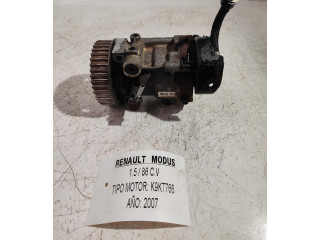 RENAULT MODUS
1.5 / 86 C.V
TIPO MOTOR: K9KT766
AÑO: 2007